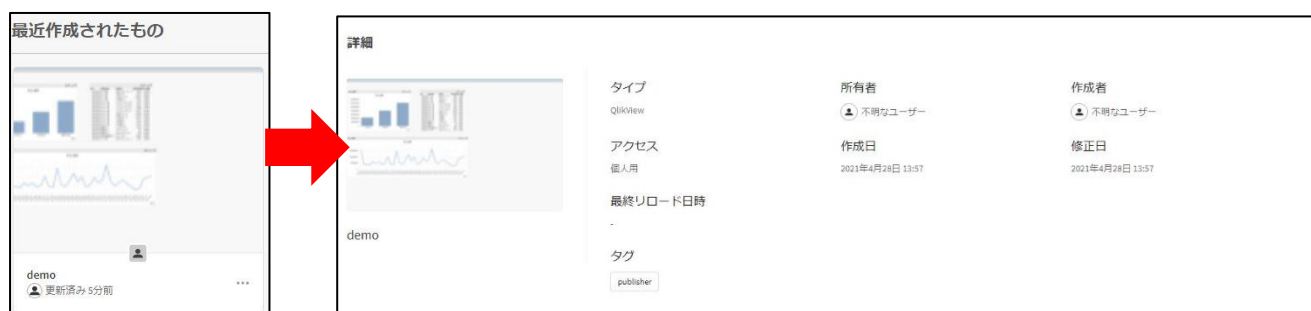 最近作成されたもの
demo
更新済み 5分前
詳細
demo
タイプ
QlikView
所有者
不明なユーザー
作成者
不明なユーザー
アクセス
個人用
作成日
2021年4月28日 13:57
修正日
2021年4月28日 13:57
最終リロード日時
-
タグ
publisher